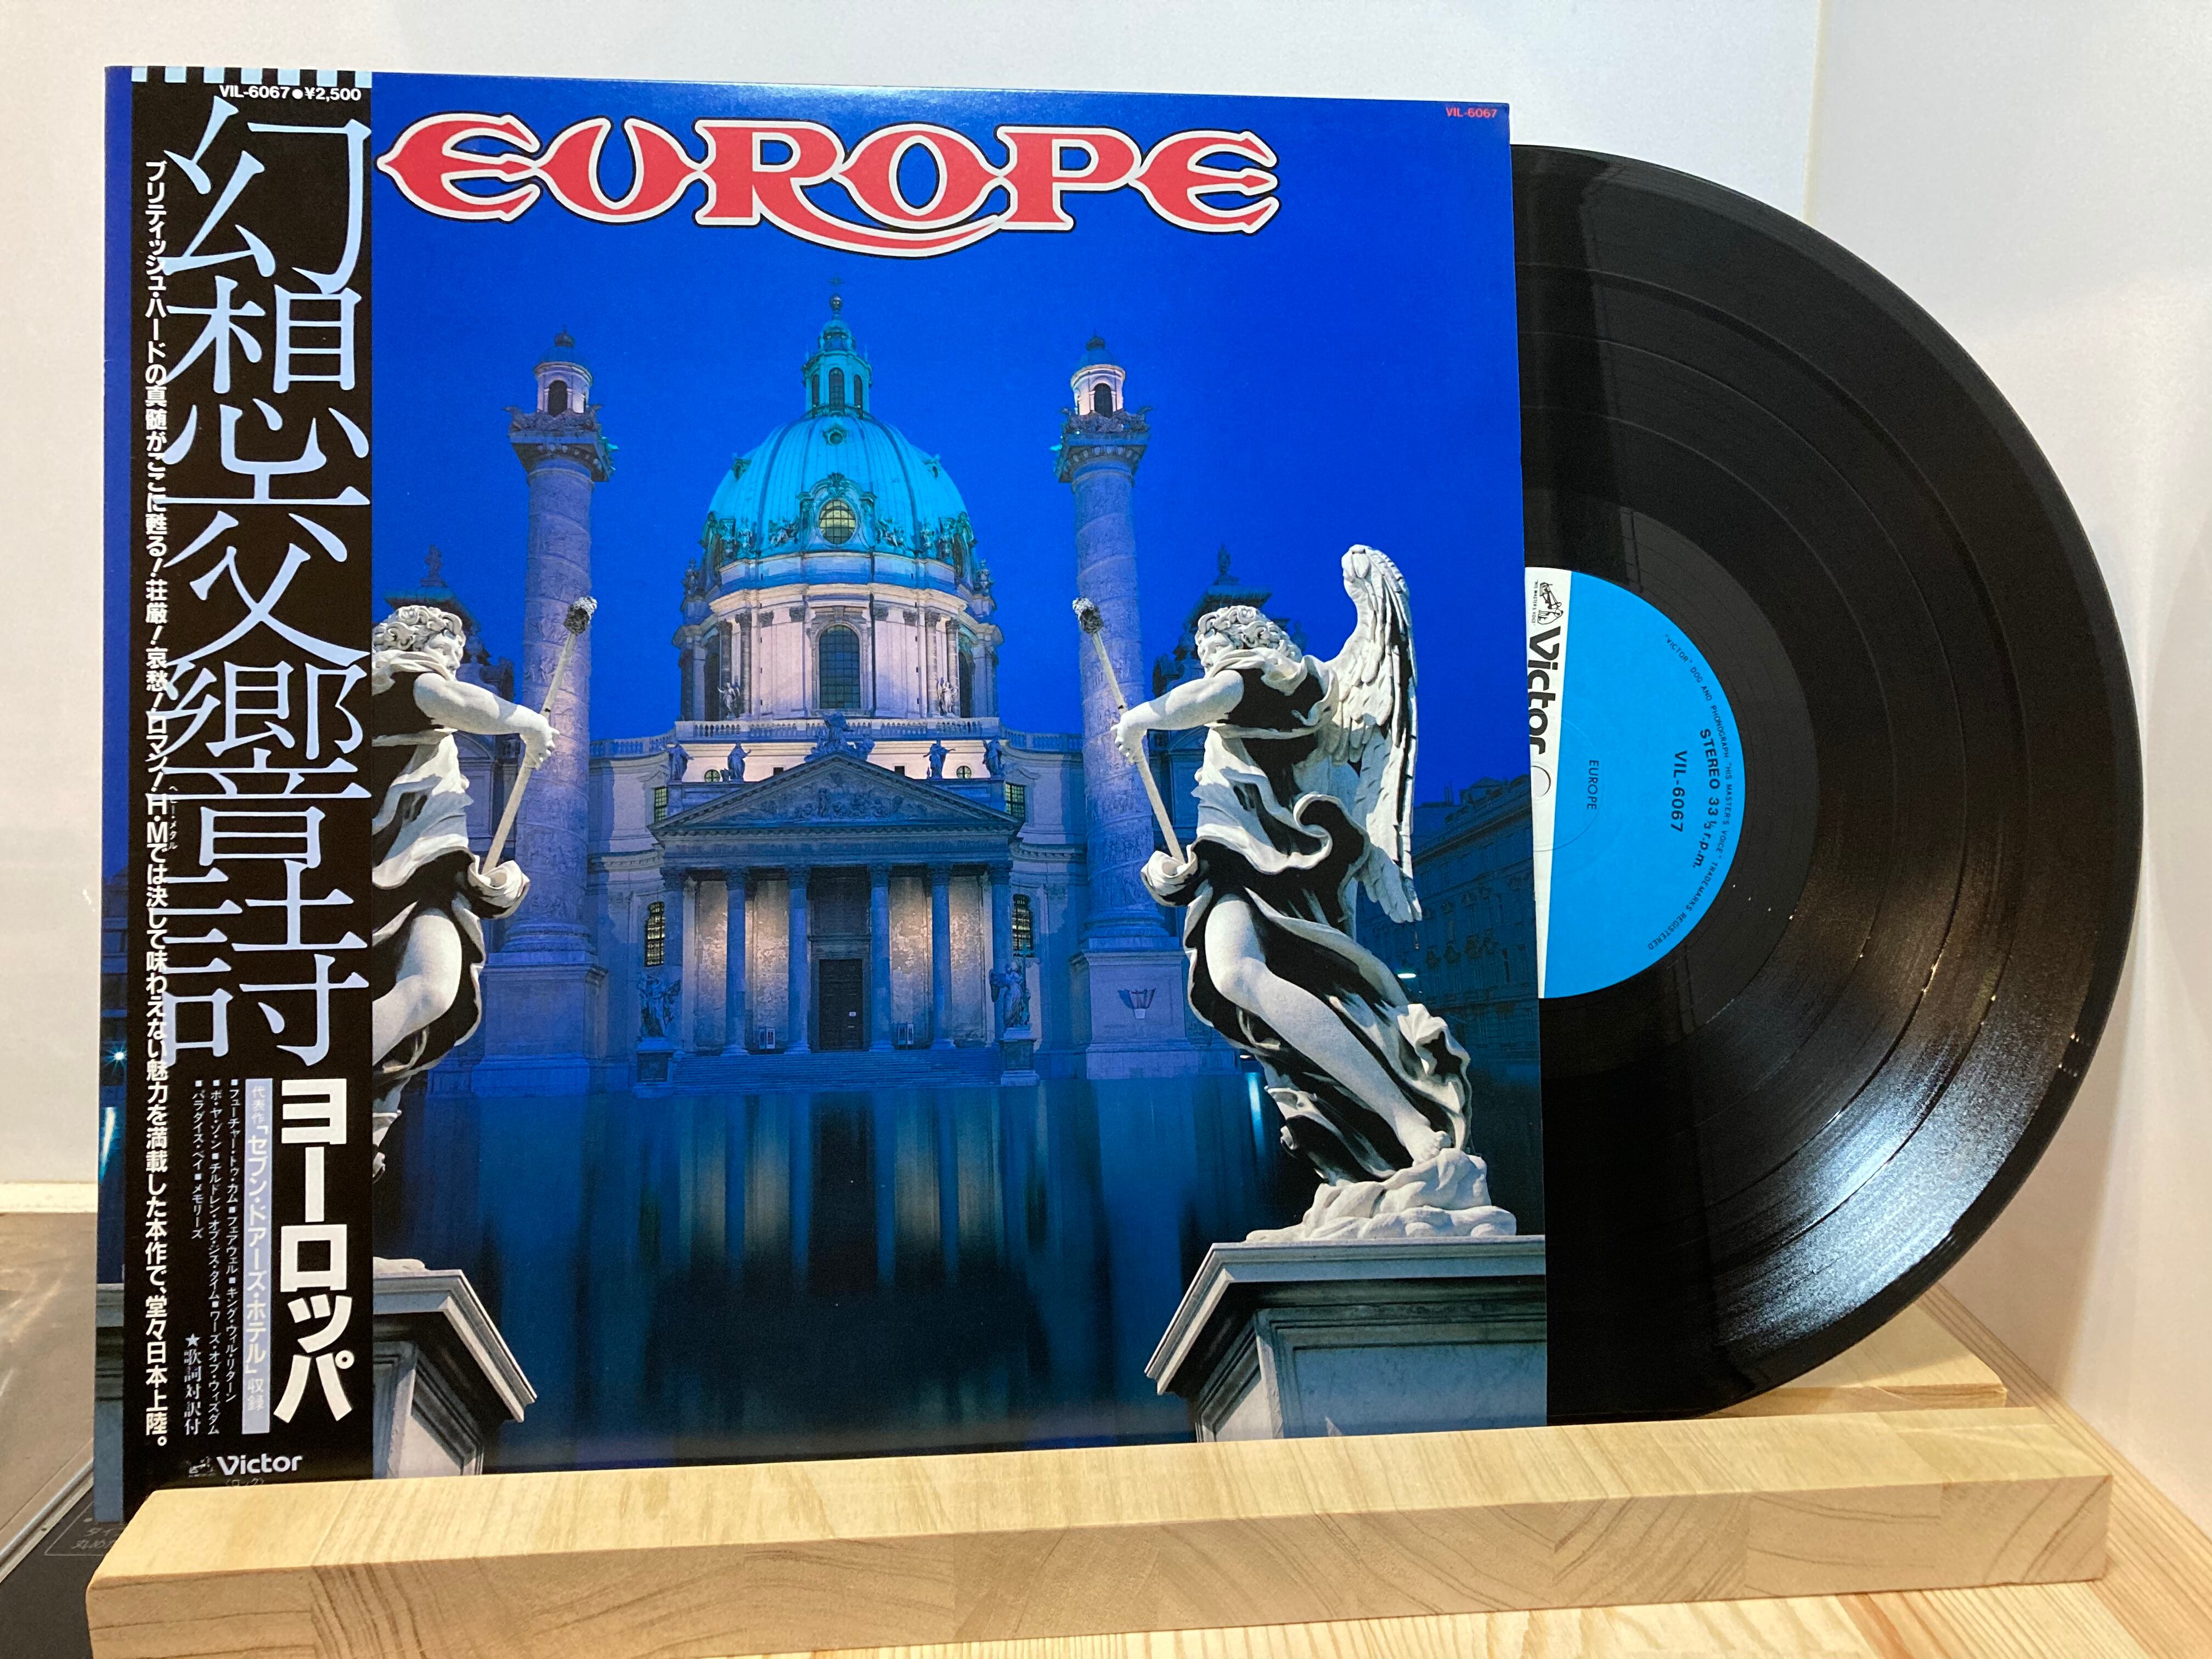 VIL-6067●¥2,500
幻想交響詩
ブリティッシュ・ハードの真髄がここに甦る！荘厳！哀愁！ロマン！H・Mでは決して味わえない魅力を満載した本作で、堂々日本上陸。
ヘビー・メタル
ヨーロッパ
代表作「セブン・ドアーズ・ホテル」収録
■フューチャー・トゥ・カム■フェアウェル■キング・ウィル・リターン
■ボ・ヤ・ゾン■チルドレン・オブ・ジス・タイム■ワーズ・オブ・ウィズダム
■パラダイス・ベイ■メモリーズ
★歌詞対訳付
Victor
〈ロック〉
EUROPE
VIL-6067
Victor
EUROPE
VIL-6067
STEREO 33⅓ r.p.m.
"VICTOR" DOG AND PHONOGRAPH "HIS MASTER'S VOICE" TRADEMARKS REGISTERED